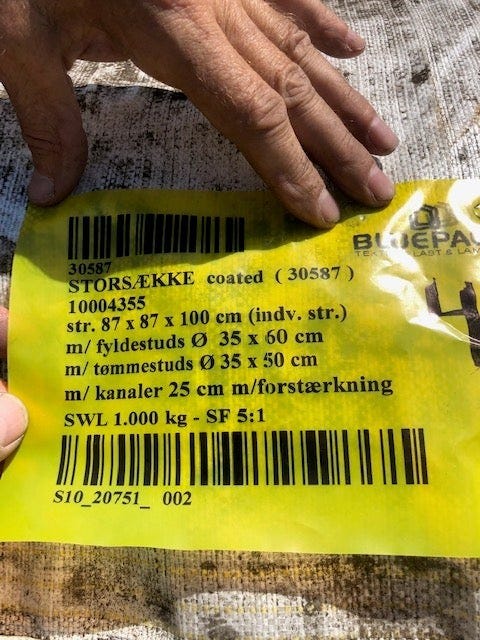 BLUEPA
30587
STORSÆKKE coated ( 30587 )
10004355
str. 87 x 87 x 100 cm (indv. str.)
m/ fyldestuds Ø 35 x 60 cm
m/ tømmestuds Ø 35 x 50 cm
m/ kanaler 25 cm m/forstærkning
SWL 1.000 kg - SF 5:1
S10_20751_ 002